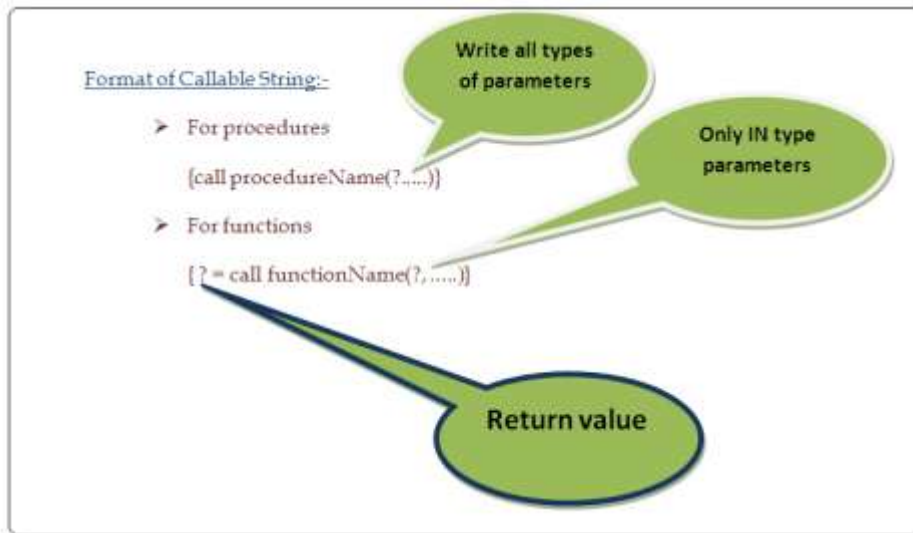 Format of Callable String:-
➢ For procedures
{call procedureName(?.....)}
➢ For functions
{ ? = call functionName(?, .....)}
Write all types
of parameters
Only IN type
parameters
Return value